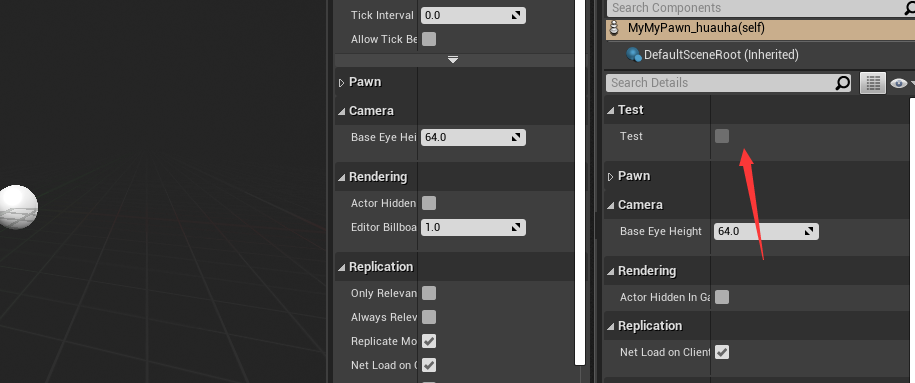 Tick Interval
0.0
Allow Tick Be
Pawn
Camera
Base Eye Hei
64.0
Rendering
Actor Hidden
Editor Billboa
1.0
Replication
Only Relevan
Always Relev
Replicate Mo
Net Load on C
Search Components
MyMyPawn_huauha(self)
DefaultSceneRoot (Inherited)
Search Details
Test
Test
Pawn
Camera
Base Eye Height
64.0
Rendering
Actor Hidden In Ga
Replication
Net Load on Client